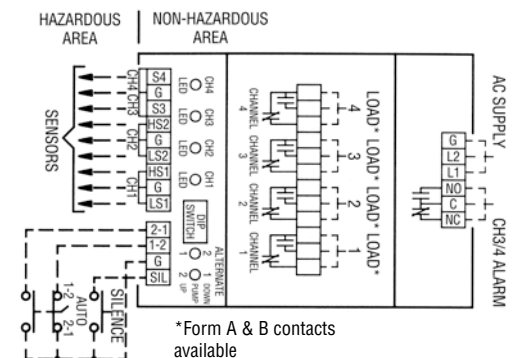 HAZARDOUS AREA
NON-HAZARDOUS AREA
SENSORS
CH4
CH3
CH2
CH1
S4
G
S3
HS2
G
LS2
HS1
G
LS1
2-1
1-2
G
SIL
LED CH4
LED CH3
LED CH2
LED CH1
DIP SWITCH
ALTERNATE
2 1 DOWN
1 2 UP
PUMP
SILENCE
AUTO
1-2
2-1
CHANNEL 4
CHANNEL 3
CHANNEL 2
CHANNEL 1
LOAD* 4
LOAD* 3
LOAD* 2
LOAD* 1
AC SUPPLY
G
L2
L1
NO
C
NC
CH3/4 ALARM
*Form A & B contacts
available